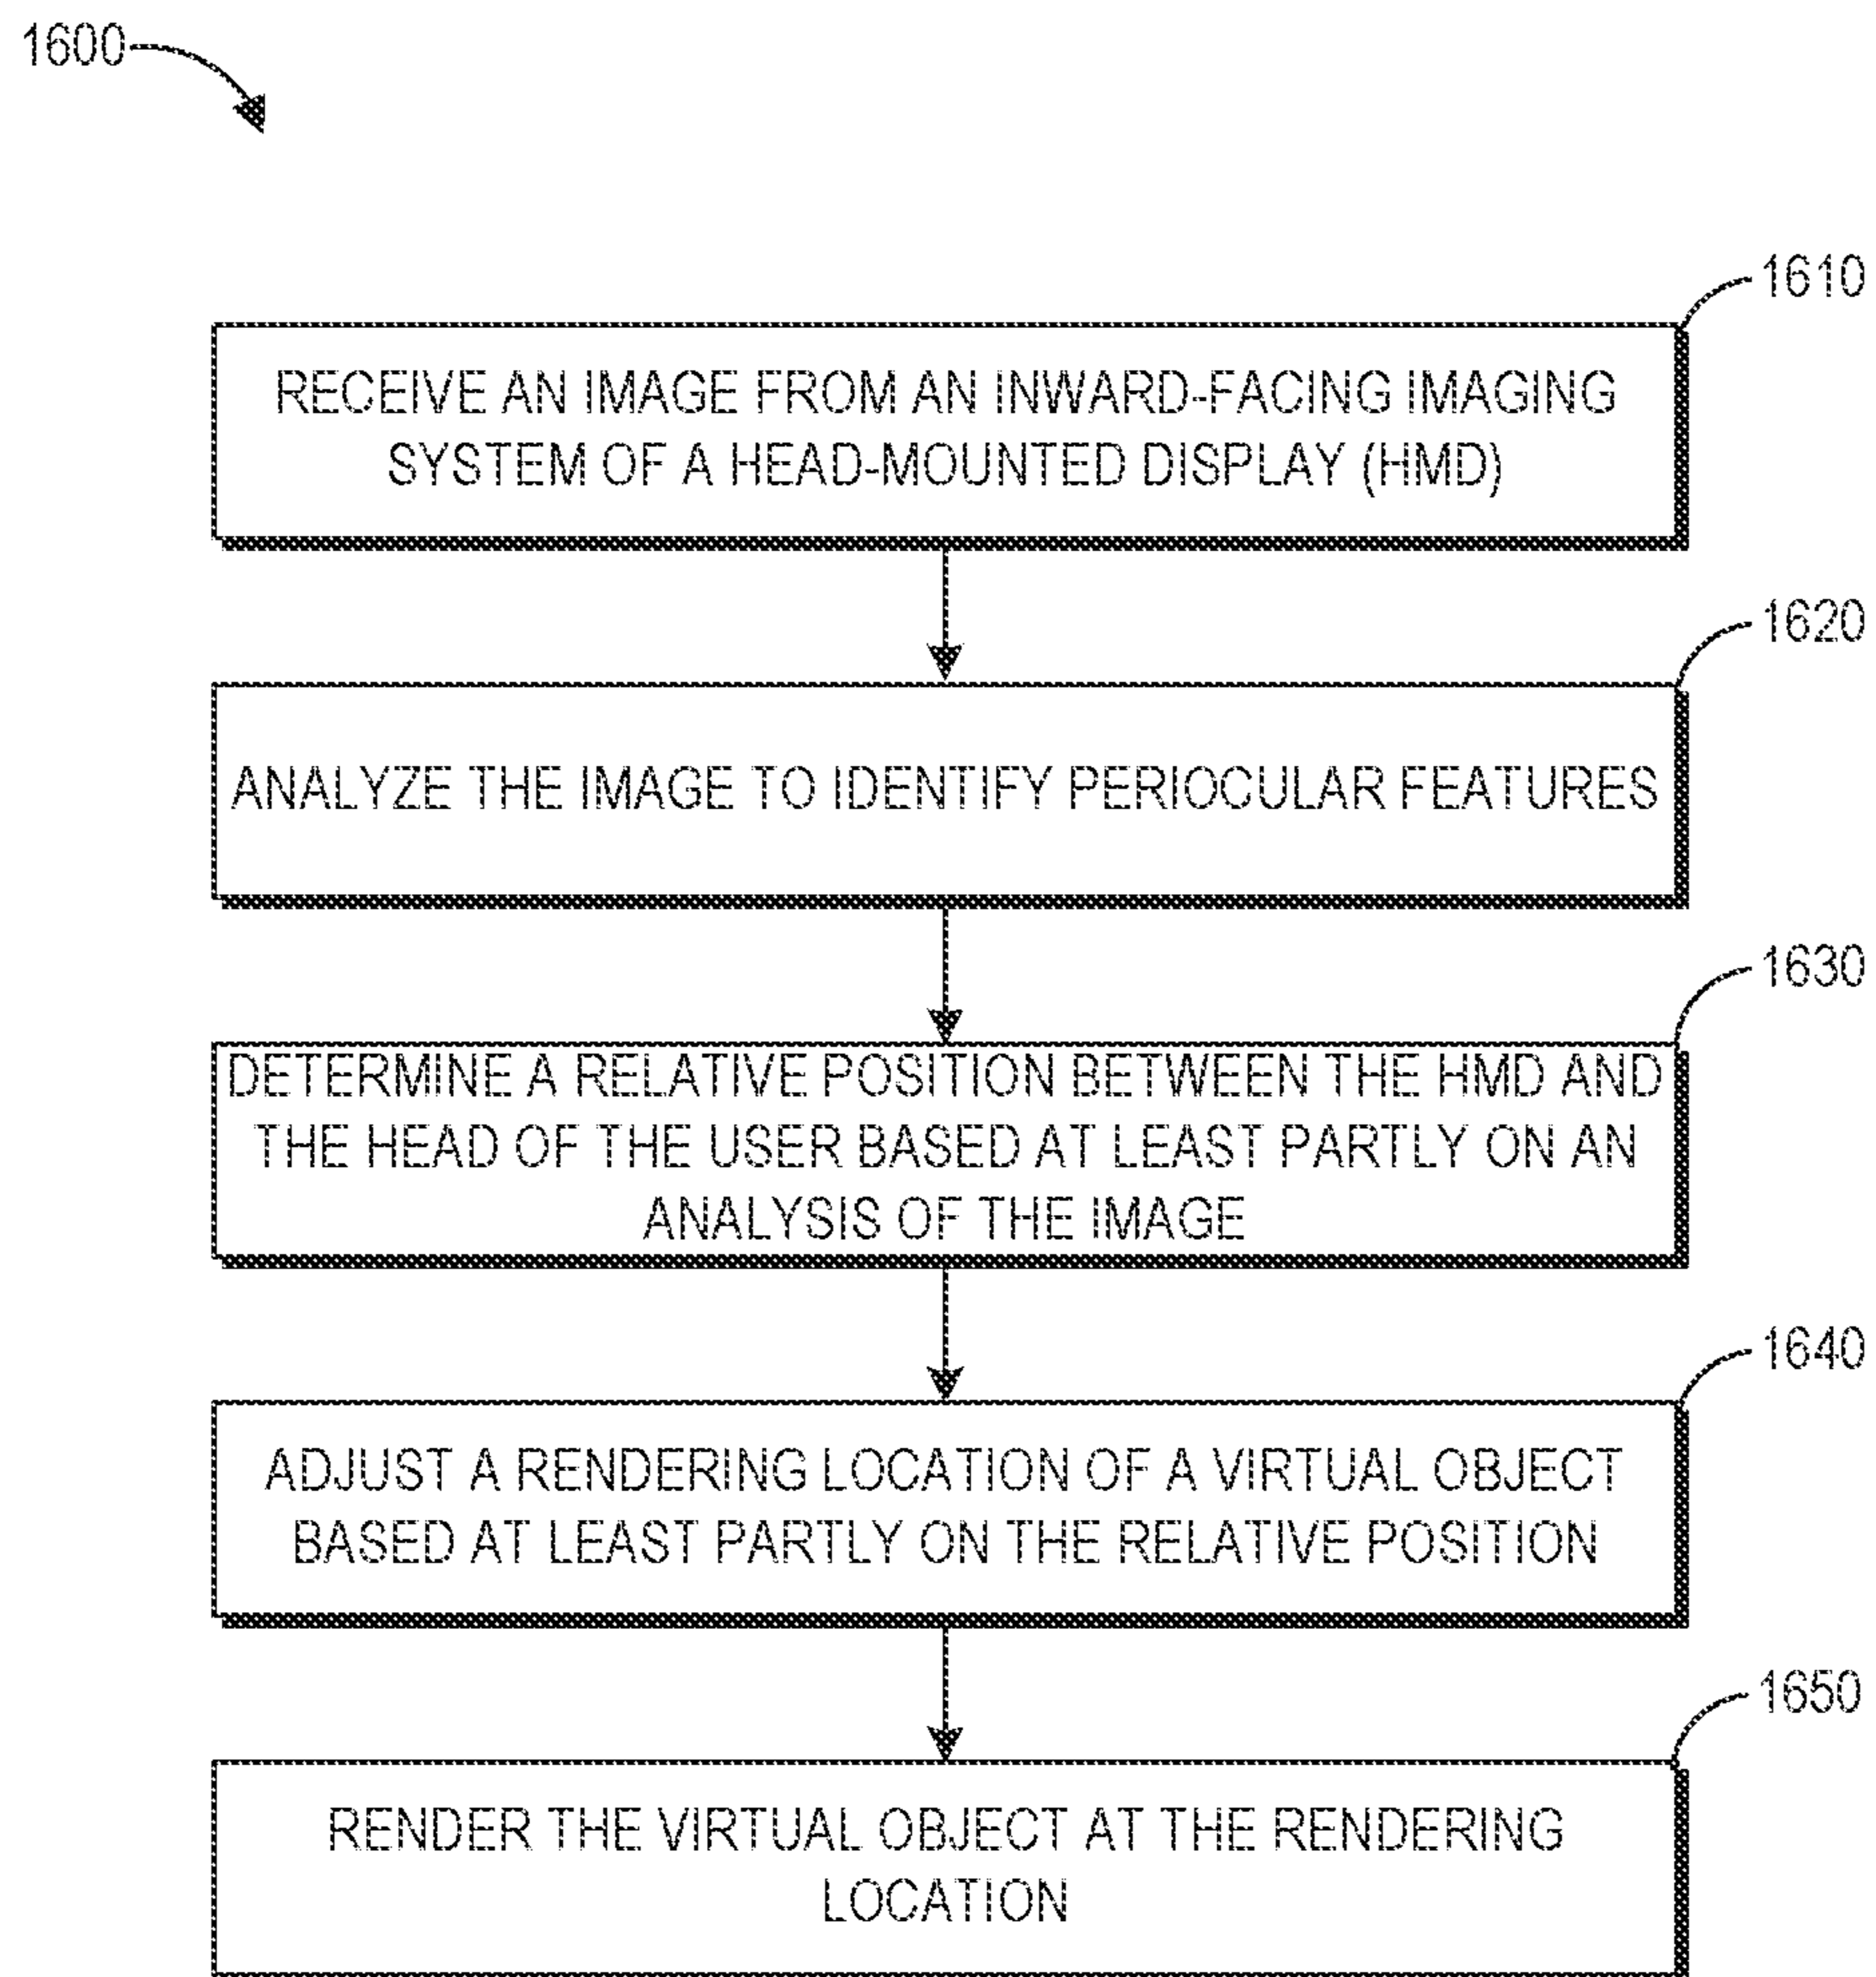 1600
1610
RECEIVE AN IMAGE FROM AN INWARD-FACING IMAGING
SYSTEM OF A HEAD-MOUNTED DISPLAY (HMD)
1620
ANALYZE THE IMAGE TO IDENTIFY PERIOCULAR FEATURES
1630
DETERMINE A RELATIVE POSITION BETWEEN THE HMD AND
THE HEAD OF THE USER BASED AT LEAST PARTLY ON AN
ANALYSIS OF THE IMAGE
1640
ADJUST A RENDERING LOCATION OF A VIRTUAL OBJECT
BASED AT LEAST PARTLY ON THE RELATIVE POSITION
1650
RENDER THE VIRTUAL OBJECT AT THE RENDERING
LOCATION